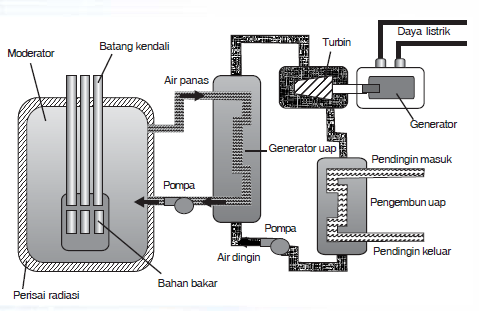 Daya listrik
Batang kendali
Turbin
Moderator
Air panas
Generator
Generator uap
Pendingin masuk
Pompa
Pengembun uap
Pompa
Pendingin keluar
Air dingin
Bahan bakar
Perisai radiasi